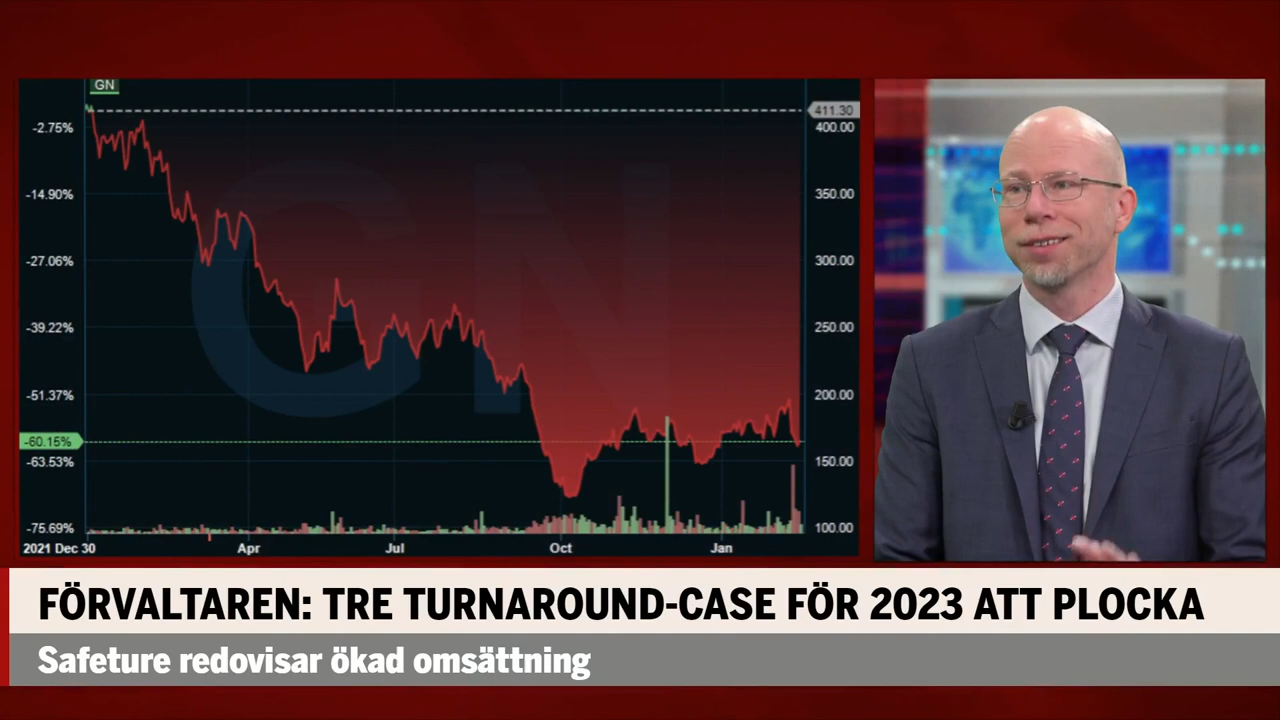 GN
411.30
-2.75%
400.00
-14.90%
350.00
-27.06%
300.00
-39.22%
250.00
-51.37%
200.00
-60.15%
-63.53%
150.00
-75.69%
100.00
2021 Dec 30
Apr
Jul
Oct
Jan
GN
FÖRVALTAREN: TRE TURNAROUND-CASE FÖR 2023 ATT PLOCKA
Safeture redovisar ökad omsättning